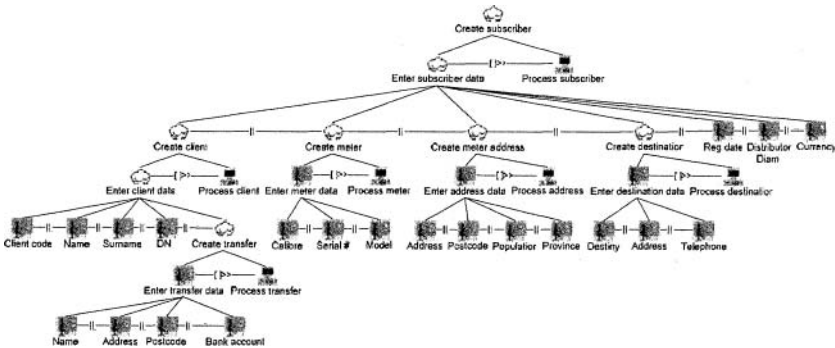 Create subscriber
Enter subscriber data Process subscriber
Create client Create meter Create meter address Create destination Reg date Distributor Currency
Diam
Enter client data Process client Enter meter data Process meter Enter address data Process address Enter destination data Process destination
Client code Name Surname DN Create transfer Calibre Serial # Model Address Postcode Population Province Destiny Address Telephone
Enter transfer data Process transfer
Name Address Postcode Bank account